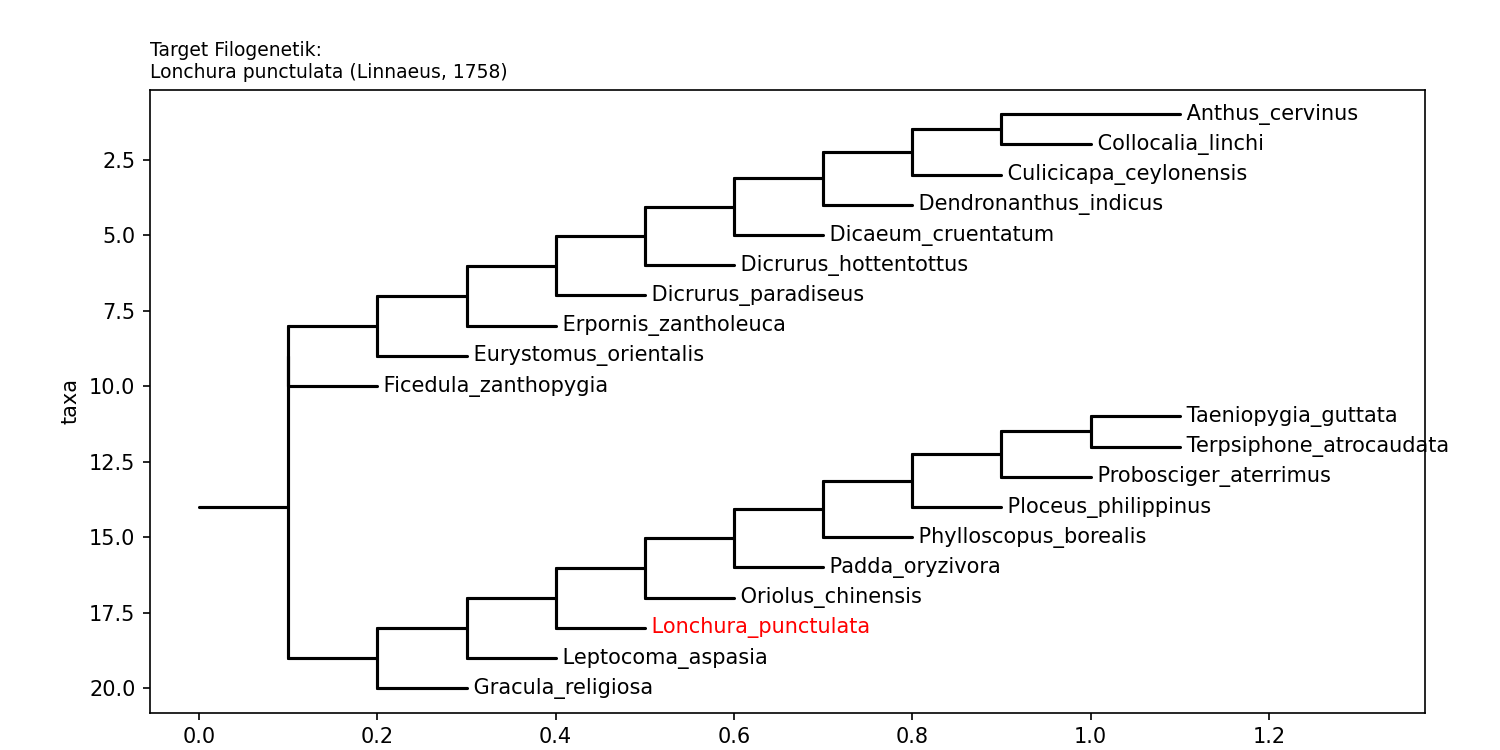 Target Filogenetik:
Lonchura punctulata (Linnaeus, 1758)
Anthus_cervinus
Collocalia_linchi
2.5
Culicicapa_ceylonensis
Dendronanthus_indicus
5.0
Dicaeum_cruentatum
Dicrurus_hottentottus
Dicrurus_paradiseus
7.5
Erpornis_zantholeuca
Eurystomus_orientalis
10.0
Ficedula_zanthopygia
taxa
Taeniopygia_guttata
Terpsiphone_atrocaudata
12.5
Probosciger_aterrimus
Ploceus_philippinus
15.0
Phylloscopus_borealis
Padda_oryzivora
Oriolus_chinensis
17.5
Lonchura_punctulata
Leptocoma_aspasia
20.0
Gracula_religiosa
0.0 0.2 0.4 0.6 0.8 1.0 1.2